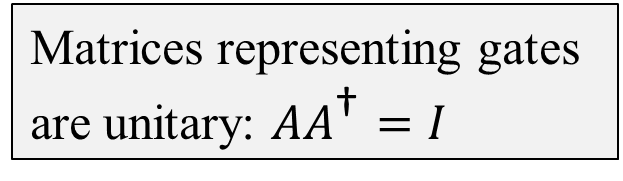 Matrices representing gates
are unitary: AA† = I